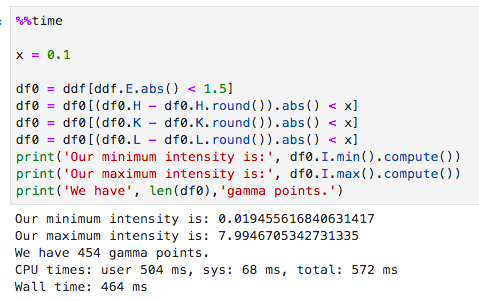 %%time
x = 0.1
df0 = ddf[ddf.E.abs() < 1.5]
df0 = df0[(df0.H - df0.H.round()).abs() < x]
df0 = df0[(df0.K - df0.K.round()).abs() < x]
df0 = df0[(df0.L - df0.L.round()).abs() < x]
print('Our minimum intensity is:', df0.I.min().compute())
print('Our maximum intensity is:', df0.I.max().compute())
print('We have', len(df0),'gamma points.')
Our minimum intensity is: 0.019455616840631417
Our maximum intensity is: 7.9946705342731335
We have 454 gamma points.
CPU times: user 504 ms, sys: 68 ms, total: 572 ms
Wall time: 464 ms